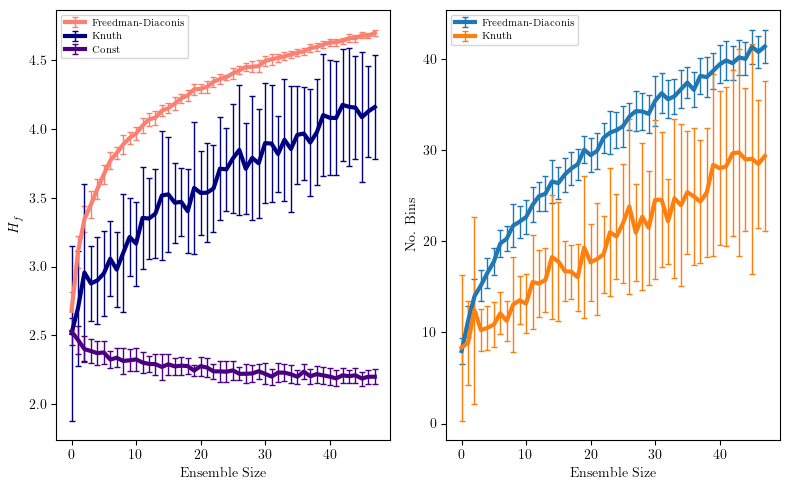 Freedman-Diaconis
Knuth
Const
4.5
4.0
3.5
3.0
2.5
2.0
H_f
0 10 20 30 40
Ensemble Size
Freedman-Diaconis
Knuth
40
30
20
10
0
No. Bins
0 10 20 30 40
Ensemble Size